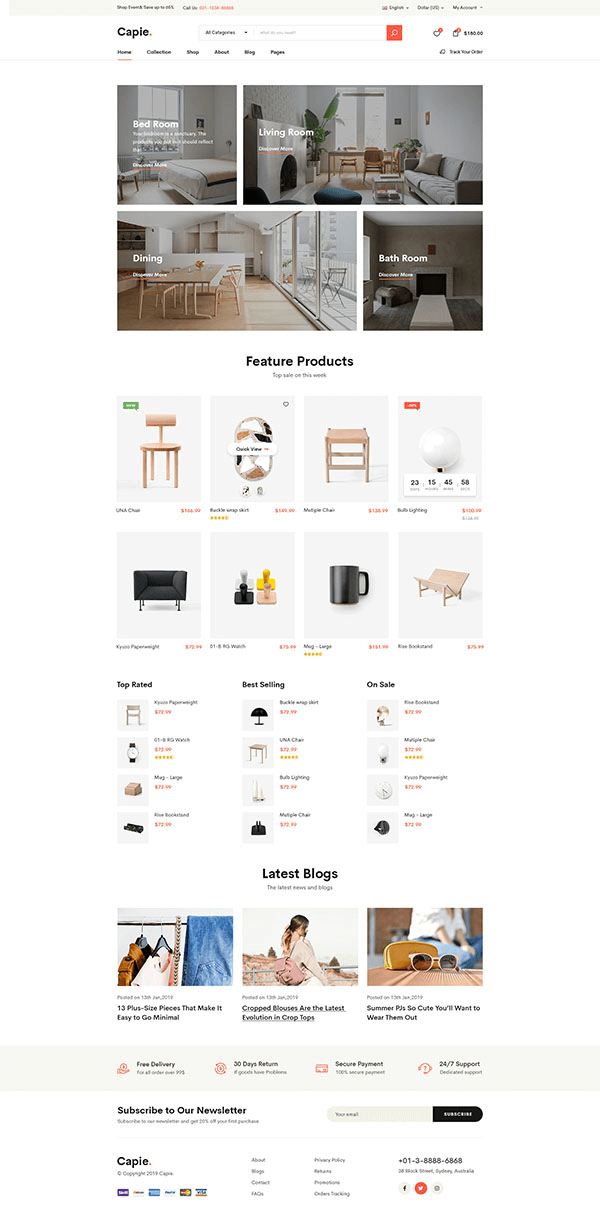 Shop Event& Save up to 65% Call Us: 001-1234-88888 English Dollar (US) My Account
Capie. All Categories What do you need? $180.00
Home Collection Shop About Blog Pages Track Your Order
Bed Room
Your bedroom is a sanctuary. The
products you put in it should reflect
that.
Discover More
Living Room
Discover More
Dining
Discover More
Bath Room
Discover More
Feature Products
Top sale on this week
NEW
Quick View
23 : 15 : 45 : 58
DAYS HOURS MINS SECS
UNA Chair $166.99
Buckle wrap skirt $149.99
Mutiple Chair $138.99
Bulb Lighting $100.99
$138.99
Kyuzo Paperweight $72.99
01-B RG Watch $75.99
Mug - Large $151.99
Rise Bookstand $75.99
Top Rated
Kyuzo Paperweight
$72.99
01-B RG Watch
$72.99
Mug - Large
$72.99
Rise Bookstand
$72.99
Best Selling
Buckle wrap skirt
$72.99
UNA Chair
$72.99
Bulb Lighting
$72.99
Mutiple Chair
$72.99
On Sale
Rise Bookstand
$72.99
Mutiple Chair
$72.99
Kyuzo Paperweight
$72.99
Mug - Large
$72.99
Latest Blogs
The latest news and blogs
Posted on 13th Jan,2019
13 Plus-Size Pieces That Make It
Easy to Go Minimal
Posted on 13th Jan,2019
Cropped Blouses Are the Latest
Evolution in Crop Tops
Posted on 13th Jan,2019
Summer PJs So Cute You'll Want to
Wear Them Out
Free Delivery
For all order over 99$
30 Days Return
If goods have Problems
Secure Payment
100% secure payment
24/7 Support
Dedicated support
Subscribe to Our Newsletter
Subscribe to our newsletter and get 20% off your first purchase
Your email SUBSCRIBE
Capie.
© Copyright 2019 Capie.
Skrill PayPal VISA
About
Blogs
Contact
FAQs
Privacy Policy
Returns
Promotions
Orders Tracking
+01-3-8888-6868
28 Block Street, Sydney, Australia